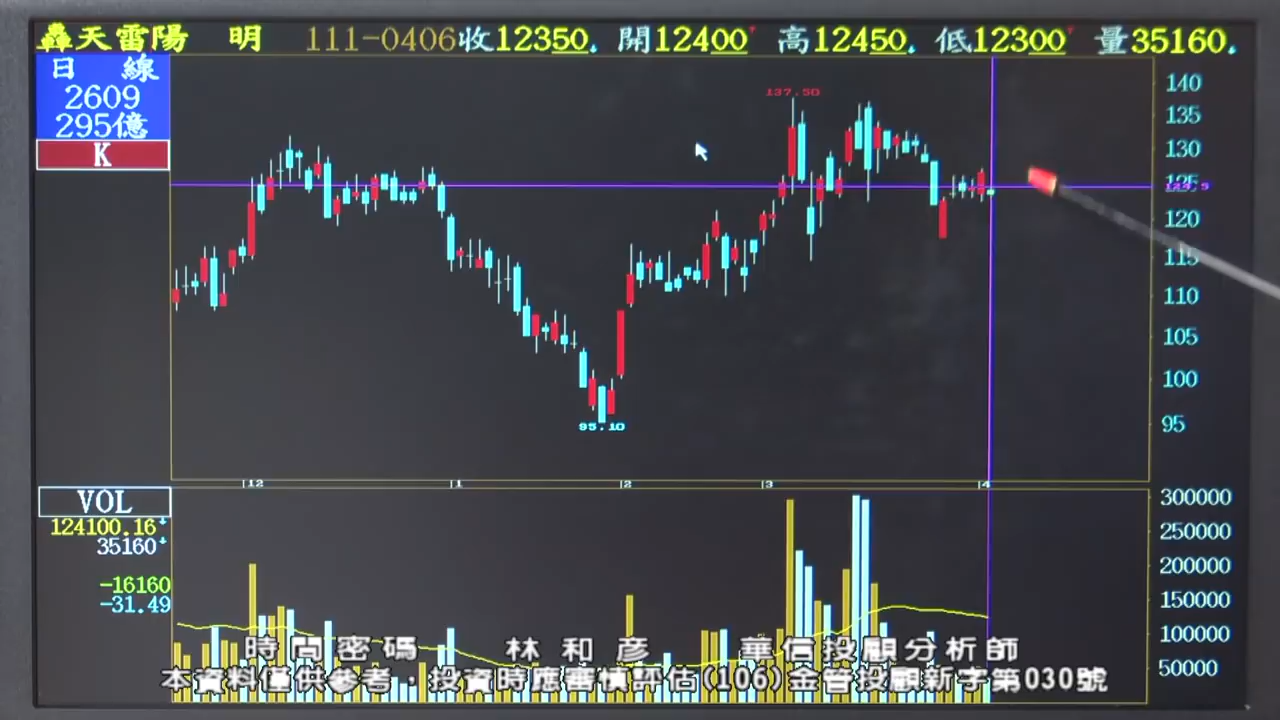 轟天雷陽 明 111-0406收12350 開12400 高12450 低12300 量35160
日 線
2609
295億
K
137.50
95.10
140
135
130
125
120
115
110
105
100
95
12 1 2 3 4
VOL
124100.16
35160
-16160
-31.49
300000
250000
200000
150000
100000
50000
時間密碼 林和彥 華信投顧分析師
本資料僅供參考,投資時應審慎評估(106)金管投顧新字第030號